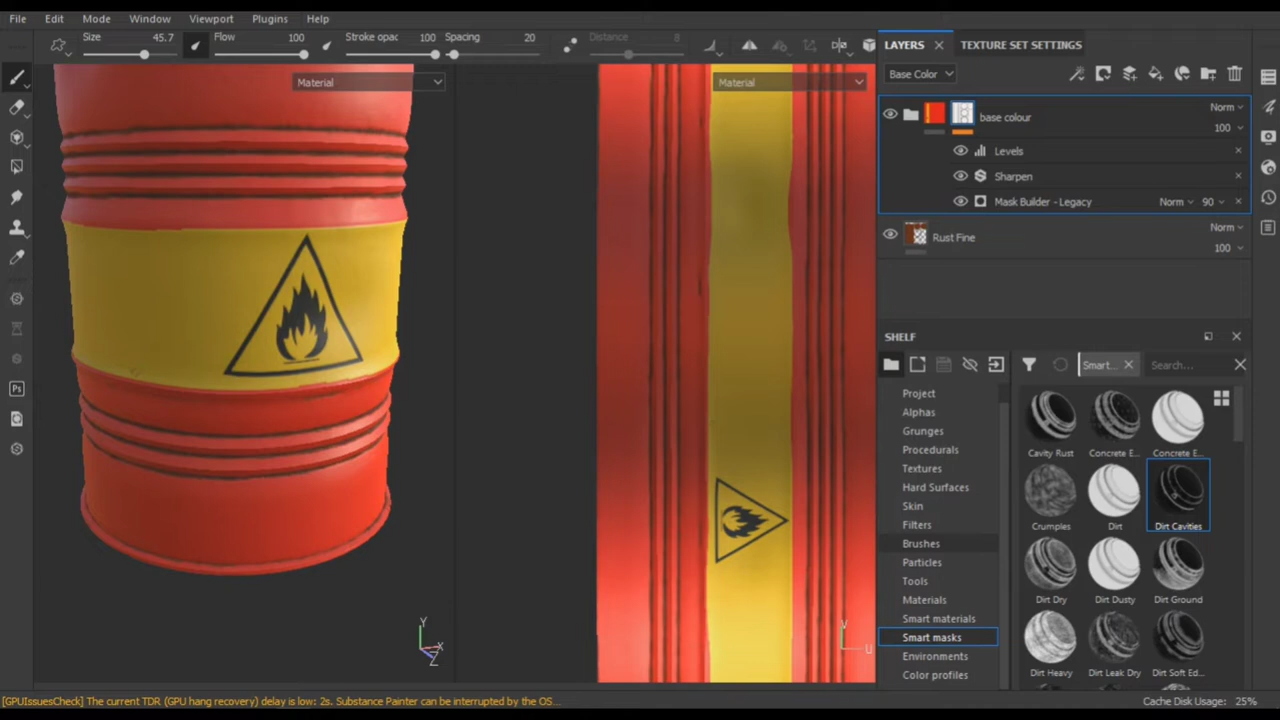 File Edit Mode Window Viewport Plugins Help
Size 45.7 Flow 100 Stroke opac 100 Spacing 20 Distance 8
LAYERS TEXTURE SET SETTINGS
Material Material
Base Color
base colour Norm 100
Levels
Sharpen
Mask Builder - Legacy Norm 90
Rust Fine Norm 100
SHELF
Smart... Search...
Project
Alphas
Grunges
Procedurals
Textures
Hard Surfaces
Skin
Filters
Brushes
Particles
Tools
Materials
Smart materials
Smart masks
Environments
Color profiles
Cavity Rust Concrete E... Concrete E...
Crumples Dirt Dirt Cavities
Dirt Dry Dirt Dusty Dirt Ground
Dirt Heavy Dirt Leak Dry Dirt Soft Ed...
Ps
Y X Z
V U
[GPUIssuesCheck] The current TDR (GPU hang recovery) delay is low: 2s. Substance Painter can be interrupted by the OS... Cache Disk Usage: 25%